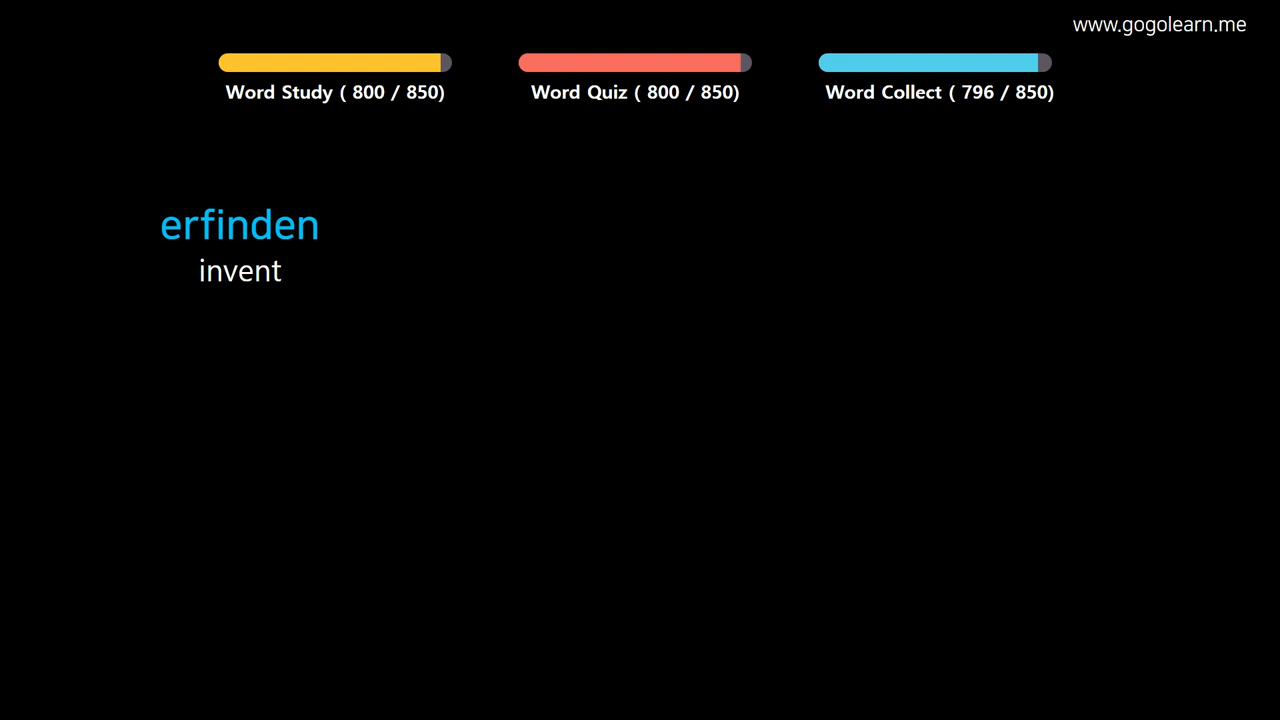 www.gogolearn.me
Word Study ( 800 / 850)
Word Quiz ( 800 / 850)
Word Collect ( 796 / 850)
erfinden
invent